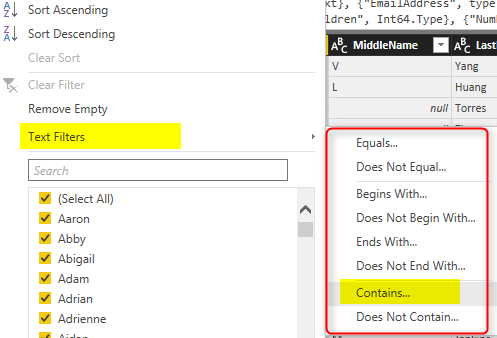 Sort Ascending
Sort Descending
Clear Sort
Clear Filter
Remove Empty
Text Filters
Search
(Select All)
Aaron
Abby
Abigail
Adam
Adrian
Adrienne
xt}, {"EmailAddress", type
ldren", Int64.Type}, {"Num
MiddleName
Last
V Yang
L Huang
null Torres
Equals...
Does Not Equal...
Begins With...
Does Not Begin With...
Ends With...
Does Not End With...
Contains...
Does Not Contain...